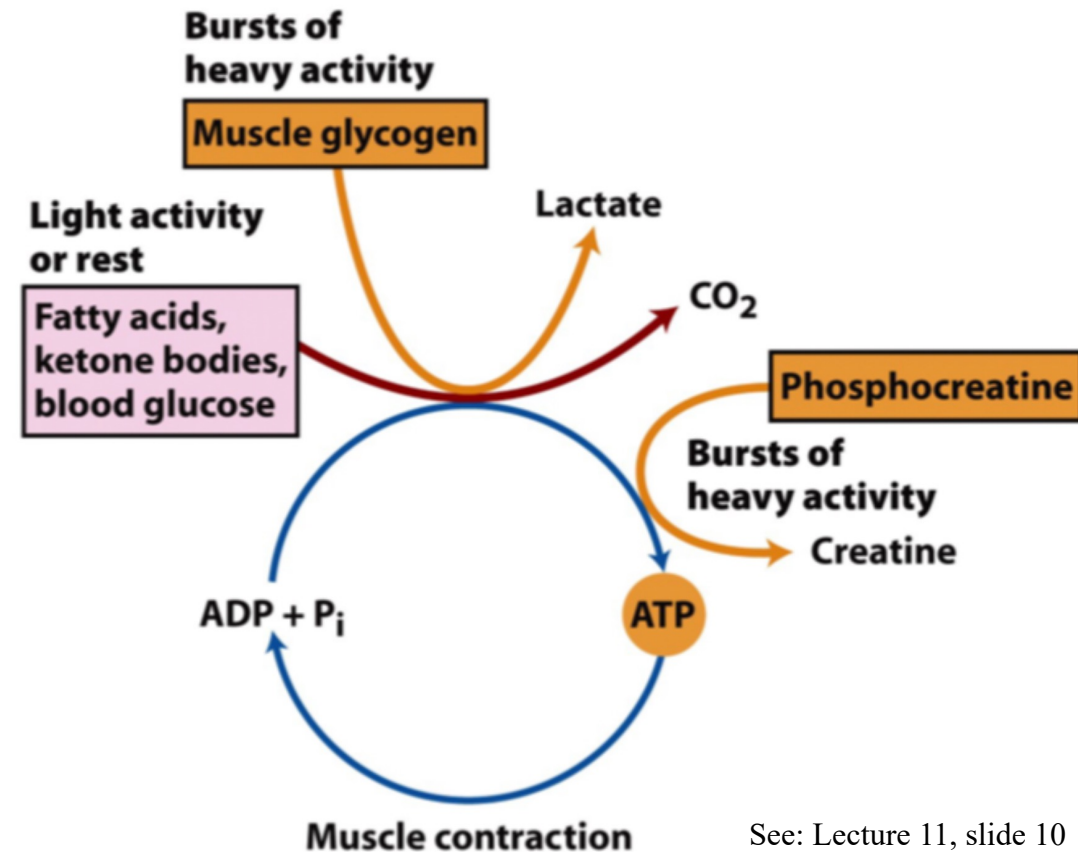 Bursts of
heavy activity
Muscle glycogen
Lactate
Light activity
or rest
CO₂
Fatty acids,
ketone bodies,
blood glucose
Phosphocreatine
Bursts of
heavy activity
Creatine
ADP + Pᵢ
ATP
Muscle contraction
See: Lecture 11, slide 10